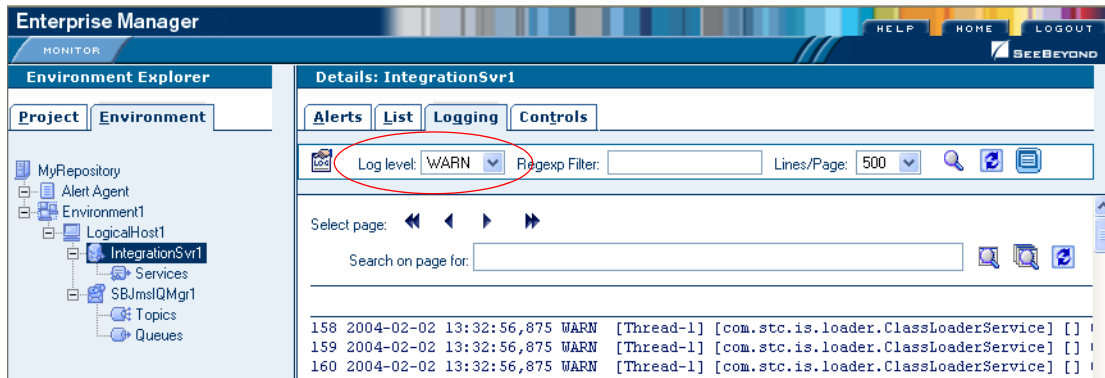 Enterprise Manager
HELP HOME LOGOUT
MONITOR
SEEBEYOND
Environment Explorer
Project Environment
MyRepository
Alert Agent
Environment1
LogicalHost1
IntegrationSvr1
Services
SBJmsIQMgr1
Topics
Queues
Details: IntegrationSvr1
Alerts List Logging Controls
LOG Log level: WARN Regexp Filter: Lines/Page: 500
Select page:
Search on page for:
158 2004-02-02 13:32:56,875 WARN [Thread-1] [com.stc.is.loader.ClassLoaderService] []
159 2004-02-02 13:32:56,875 WARN [Thread-1] [com.stc.is.loader.ClassLoaderService] []
160 2004-02-02 13:32:56,875 WARN [Thread-1] [com.stc.is.loader.ClassLoaderService] []